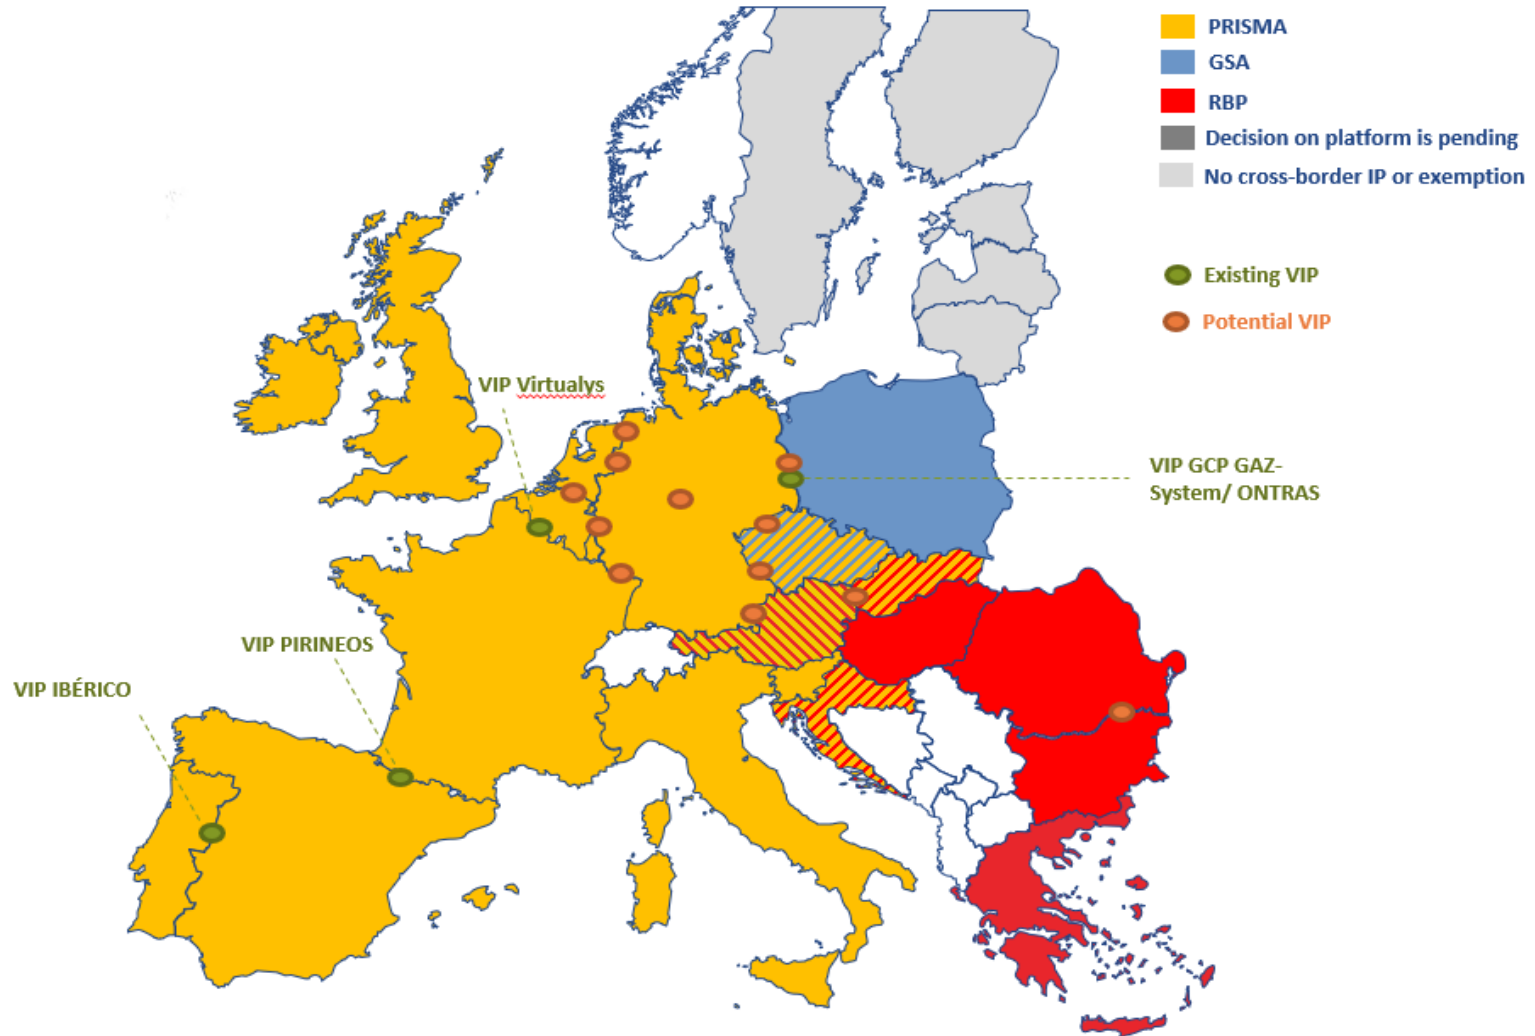 PRISMA
GSA
RBP
Decision on platform is pending
No cross-border IP or exemption
Existing VIP
Potential VIP
VIP Virtualys
VIP GCP GAZ-
System/ ONTRAS
VIP PIRINEOS
VIP IBÉRICO